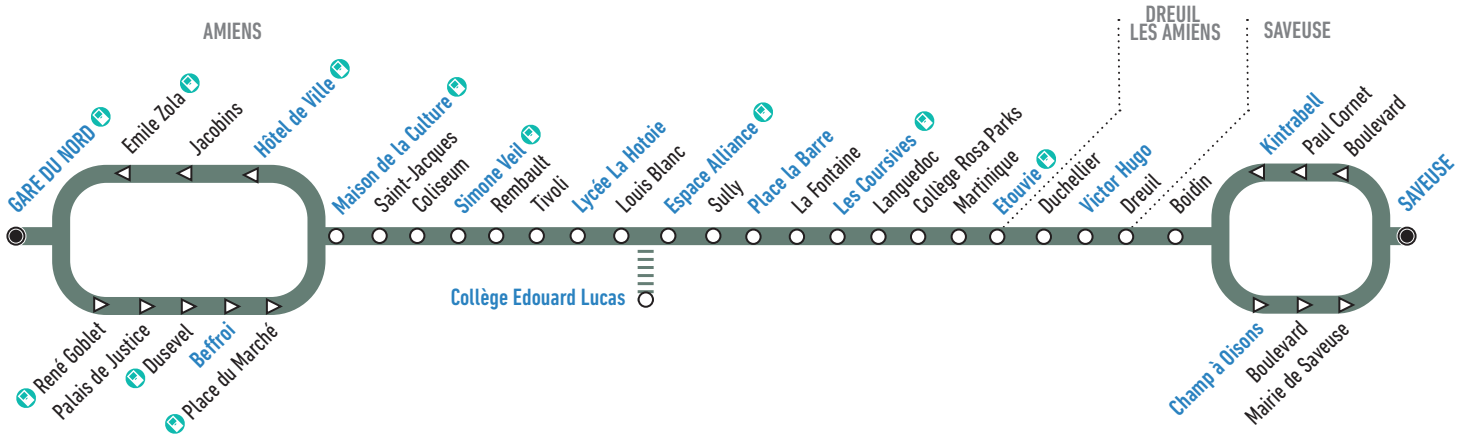 AMIENS
DREUIL
LES AMIENS
SAVEUSE
GARE DU NORD
Emile Zola
Jacobins
Hôtel de Ville
Maison de la Culture
Saint-Jacques
Coliseum
Simone Veil
Rembault
Tivoli
Lycée La Hotoie
Louis Blanc
Espace Alliance
Sully
Place la Barre
La Fontaine
Les Coursives
Languedoc
Collège Rosa Parks
Martinique
Etouvie
Duchellier
Victor Hugo
Dreuil
Boidin
Kintrabell
Paul Cornet
Boulevard
SAVEUSE
Collège Edouard Lucas
René Goblet
Palais de Justice
Dusevel
Beffroi
Place du Marché
Champ à Oisons
Boulevard
Mairie de Saveuse